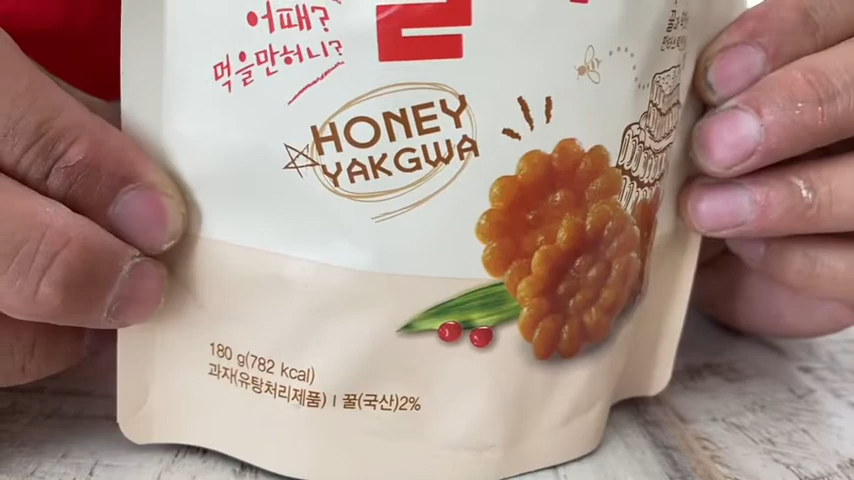 어때?
먹을만허니?
HONEY
YAKGWA
180 g(782 kcal)
과자(유탕처리제품) | 꿀(국산)2%